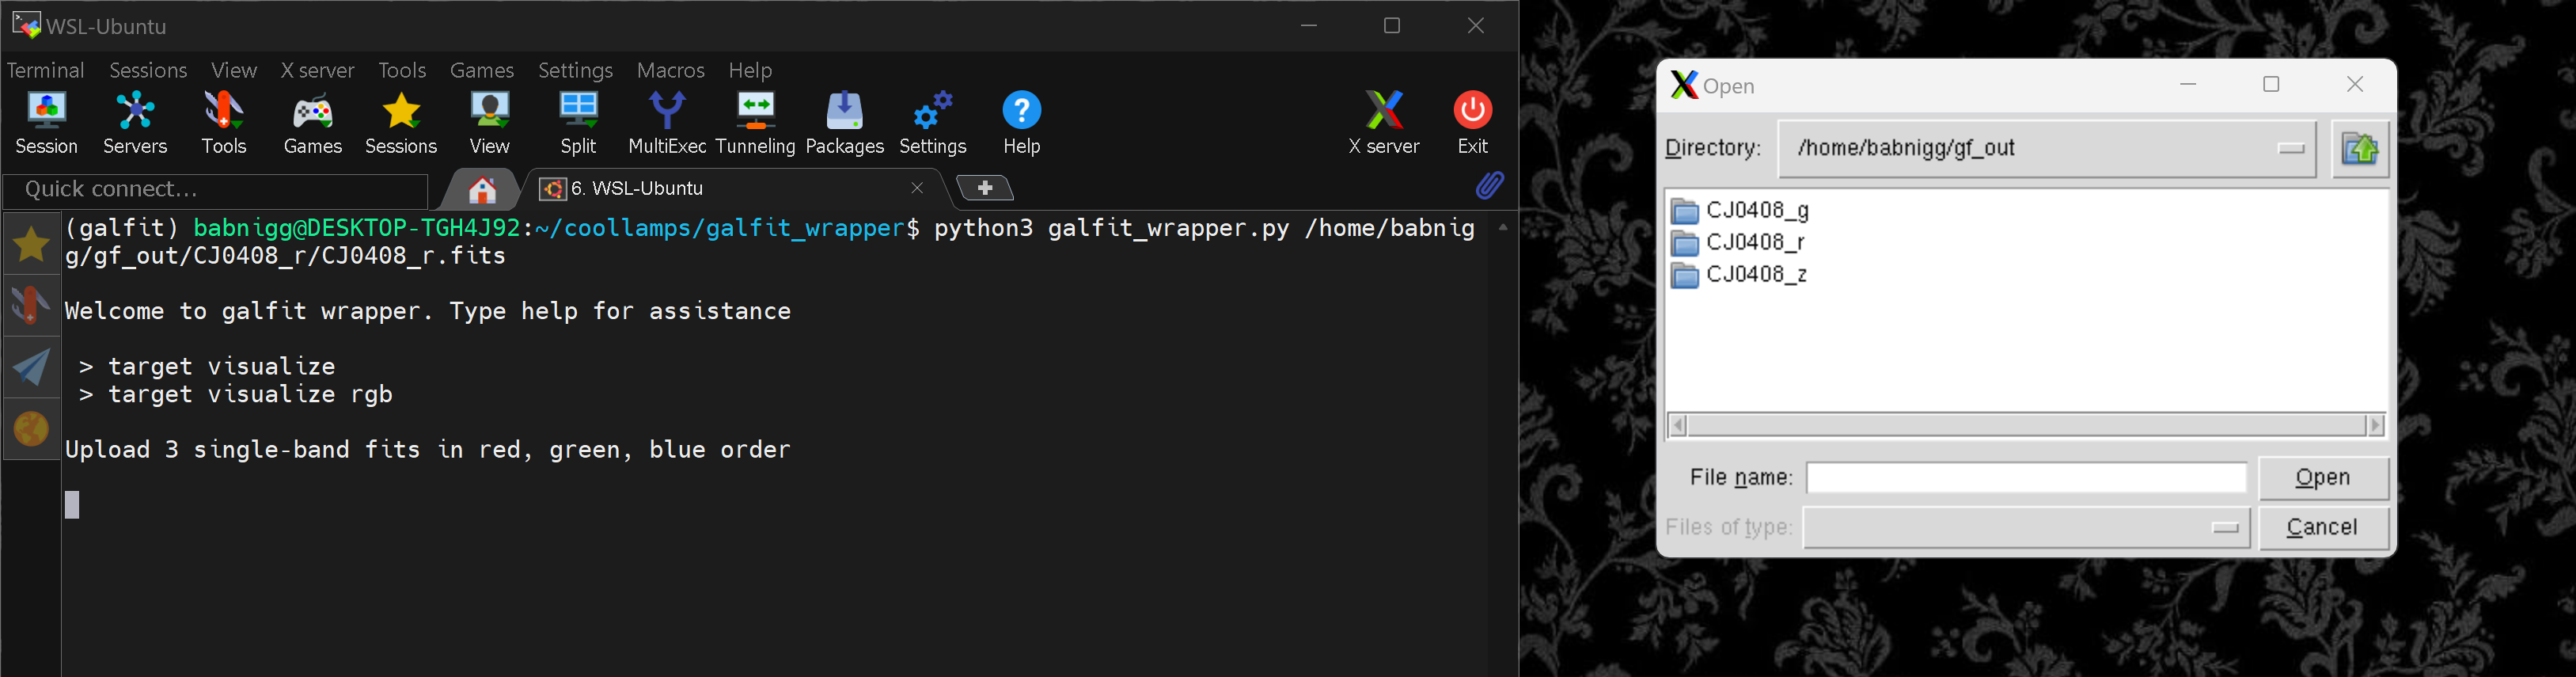 WSL-Ubuntu
Terminal Sessions View X server Tools Games Settings Macros Help
Session Servers Tools Games Sessions View Split MultiExec Tunneling Packages Settings Help X server Exit
Quick connect... 6. WSL-Ubuntu
(galfit) babnigg@DESKTOP-TGH4J92:~/coollamps/galfit_wrapper$ python3 galfit_wrapper.py /home/babnig
g/gf_out/CJ0408_r/CJ0408_r.fits
Welcome to galfit wrapper. Type help for assistance
> target visualize
> target visualize rgb
Upload 3 single-band fits in red, green, blue order
Open
Directory: /home/babnigg/gf_out
CJ0408_g
CJ0408_r
CJ0408_z
File name: Open
Files of type: Cancel